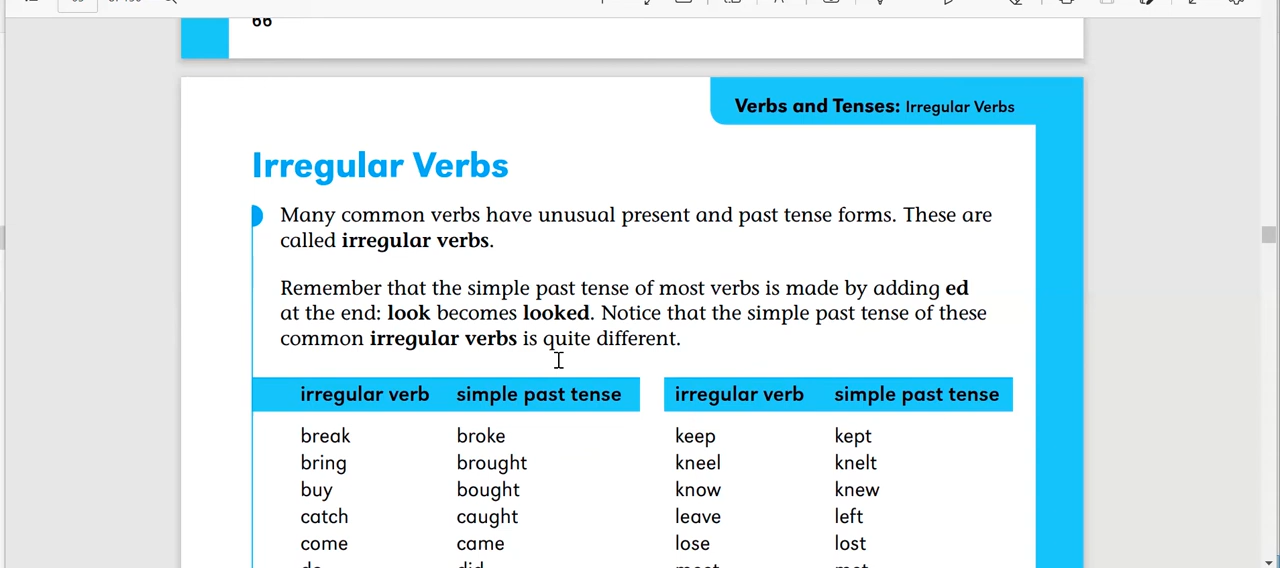 66
Verbs and Tenses: Irregular Verbs
Irregular Verbs
Many common verbs have unusual present and past tense forms. These are
called irregular verbs.
Remember that the simple past tense of most verbs is made by adding ed
at the end: look becomes looked. Notice that the simple past tense of these
common irregular verbs is quite different.
irregular verb simple past tense irregular verb simple past tense
break broke keep kept
bring brought kneel knelt
buy bought know knew
catch caught leave left
come came lose lost